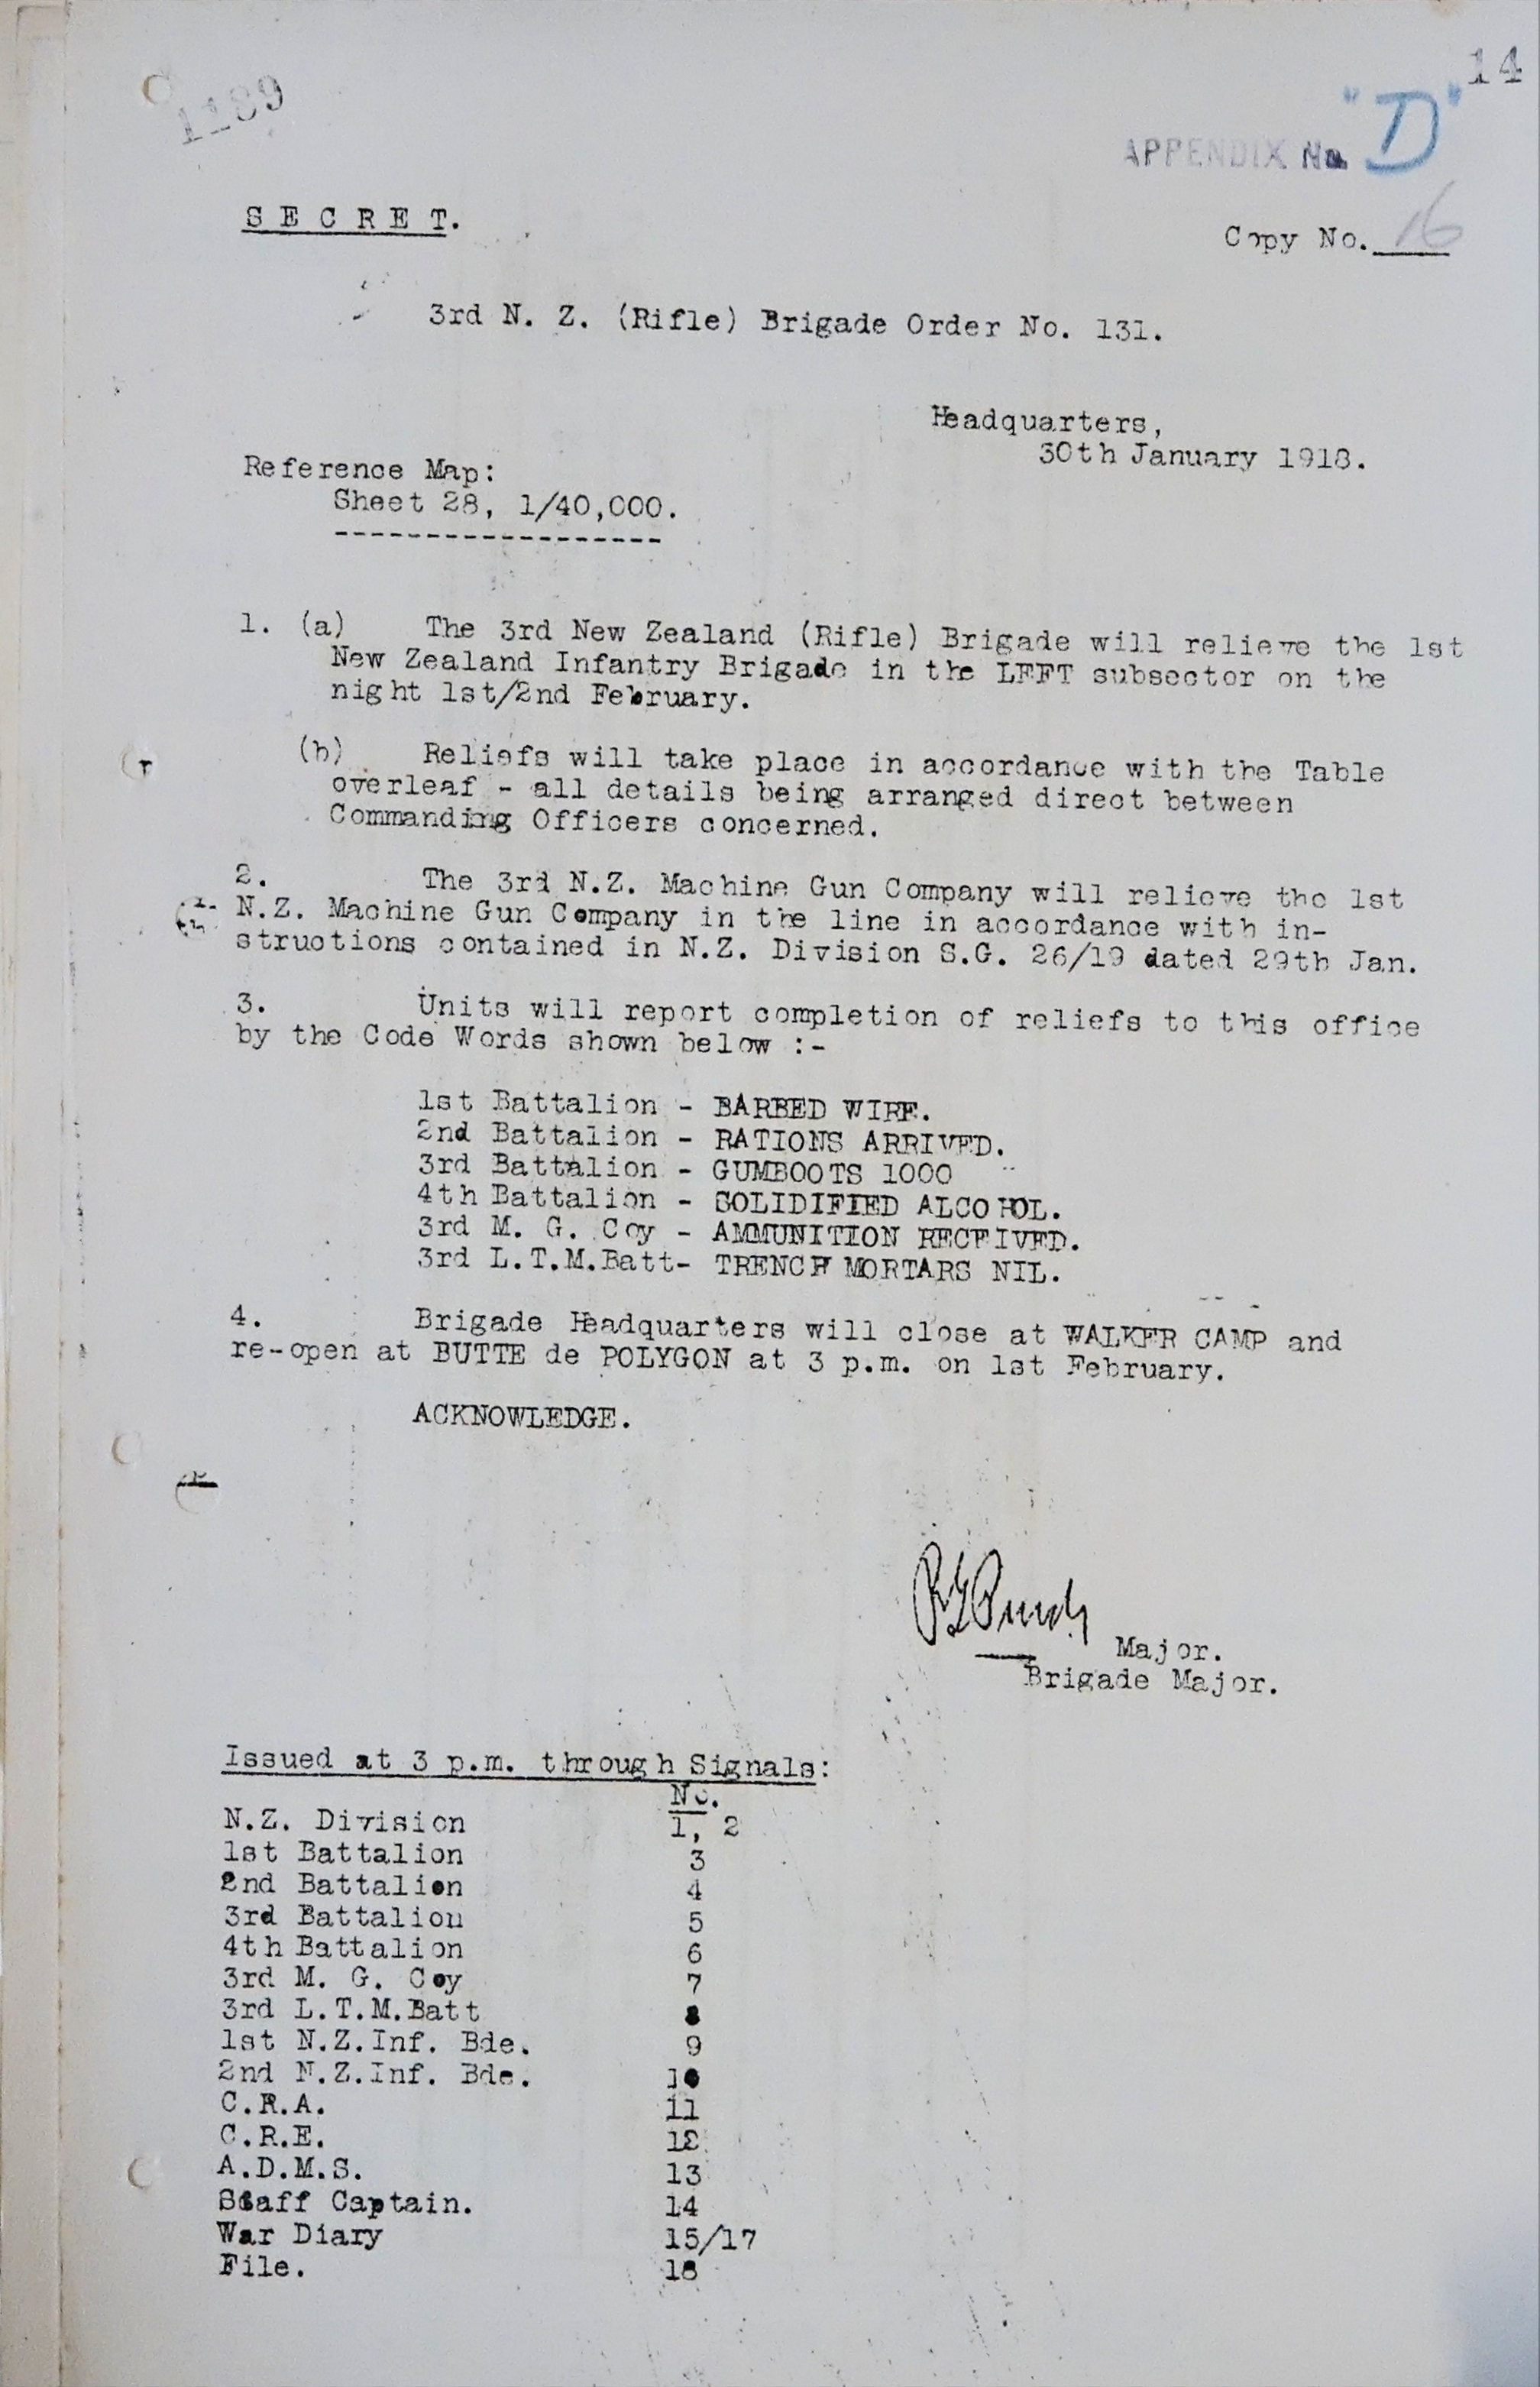 14
1189
APPENDIX No. "D"
SECRET.
Copy No. 16
3rd N. Z. (Rifle) Brigade Order No. 131.
Headquarters,
30th January 1918.
Reference Map:
Sheet 28, 1/40,000.
-------------------
1. (a) The 3rd New Zealand (Rifle) Brigade will relieve the 1st
New Zealand Infantry Brigade in the LEFT subsector on the
night 1st/2nd February.
(b) Reliefs will take place in accordance with the Table
overleaf - all details being arranged direct between
Commanding Officers concerned.
2. The 3rd N.Z. Machine Gun Company will relieve the 1st
N.Z. Machine Gun Company in the line in accordance with in-
structions contained in N.Z. Division S.G. 26/19 dated 29th Jan.
3. Units will report completion of reliefs to this office
by the Code Words shown below :-
1st Battalion - BARBED WIRE.
2nd Battalion - RATIONS ARRIVED.
3rd Battalion - GUMBOOTS 1000
4th Battalion - SOLIDIFIED ALCOHOL.
3rd M. G. Coy - AMMUNITION RECEIVED.
3rd L.T.M.Batt- TRENCH MORTARS NIL.
4. Brigade Headquarters will close at WALKER CAMP and
re-open at BUTTE de POLYGON at 3 p.m. on 1st February.
ACKNOWLEDGE.
Major.
Brigade Major.
Issued at 3 p.m. through Signals:
No.
N.Z. Division 1, 2
1st Battalion 3
2nd Battalion 4
3rd Battalion 5
4th Battalion 6
3rd M. G. Coy 7
3rd L.T.M.Batt 8
1st N.Z.Inf. Bde. 9
2nd N.Z.Inf. Bde. 10
C.R.A. 11
C.R.E. 12
A.D.M.S. 13
Staff Captain. 14
War Diary 15/17
File. 18